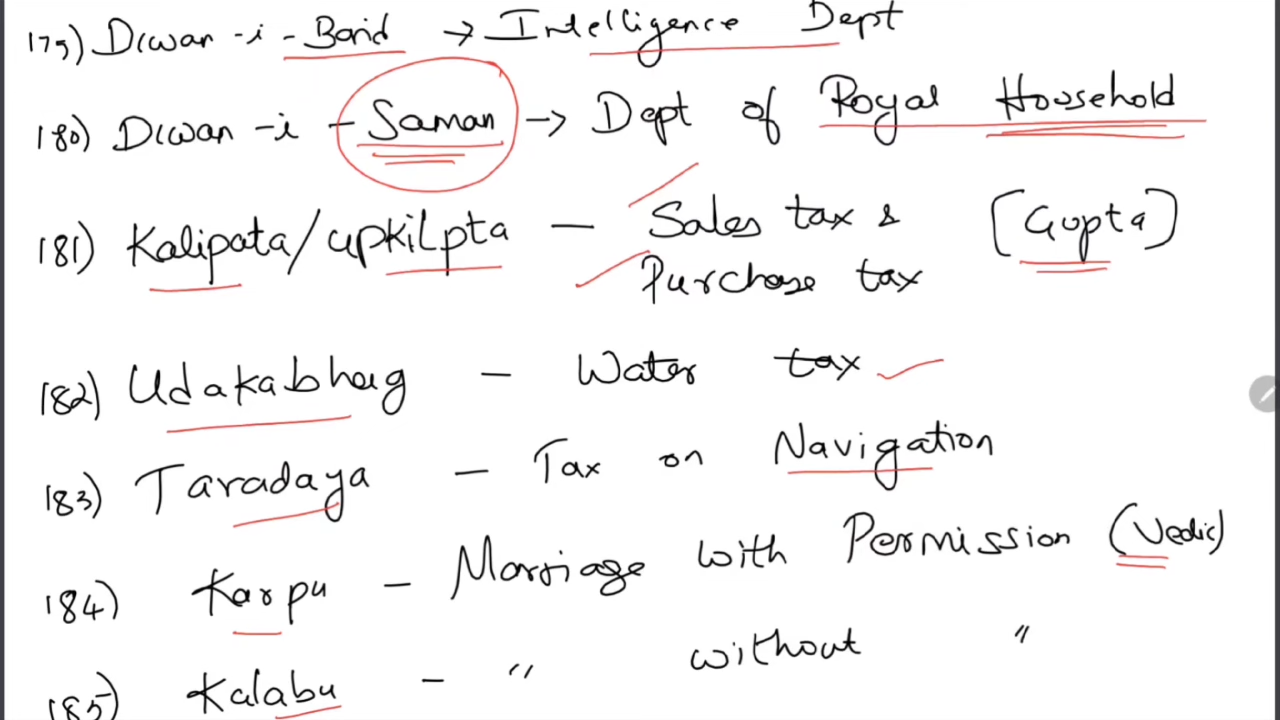 179) Diwan-i-Barid → Intelligence Dept
180) Diwan-i-Saman → Dept of Royal Household
181) Kalipata/upkilpta — Sales tax & [Gupta]
Purchase tax
182) Udakabhag - Water tax
183) Taradaya - Tax on Navigation
184) Karpu - Marriage with Permission (Vedic)
185) Kalabu - " without "